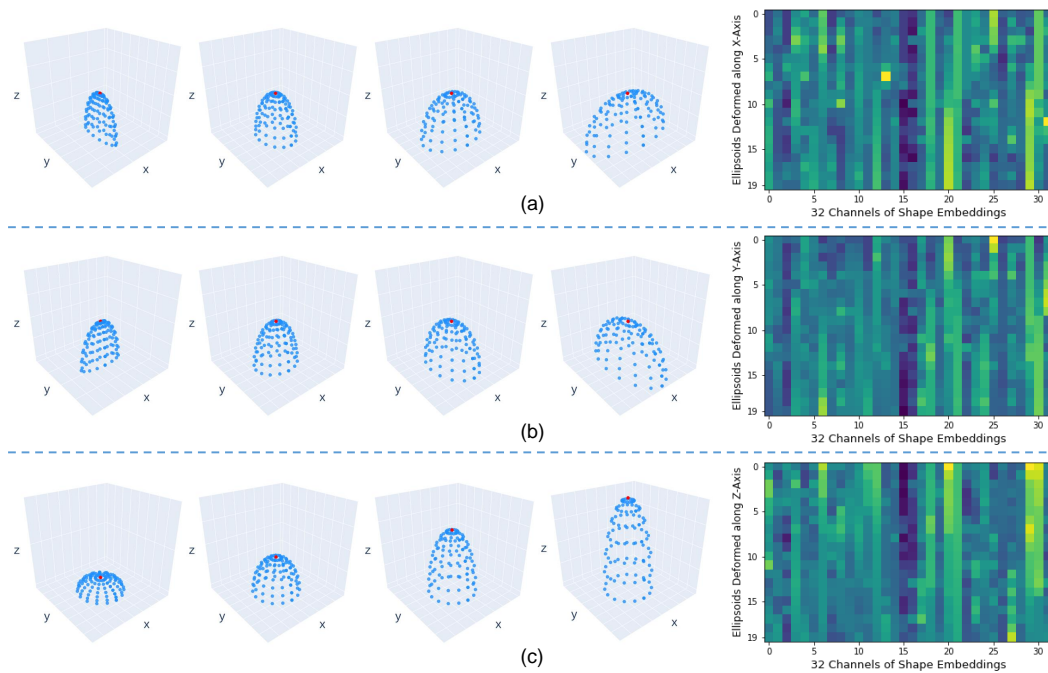 z y x z y x z y x z y x
Ellipsoids Deformed along X-Axis
0
5
10
15
19
0 5 10 15 20 25 30
32 Channels of Shape Embeddings
(a)
z y x z y x z y x z y x
Ellipsoids Deformed along Y-Axis
0
5
10
15
19
0 5 10 15 20 25 30
32 Channels of Shape Embeddings
(b)
z y x z y x z y x z y x
Ellipsoids Deformed along Z-Axis
0
5
10
15
19
0 5 10 15 20 25 30
32 Channels of Shape Embeddings
(c)